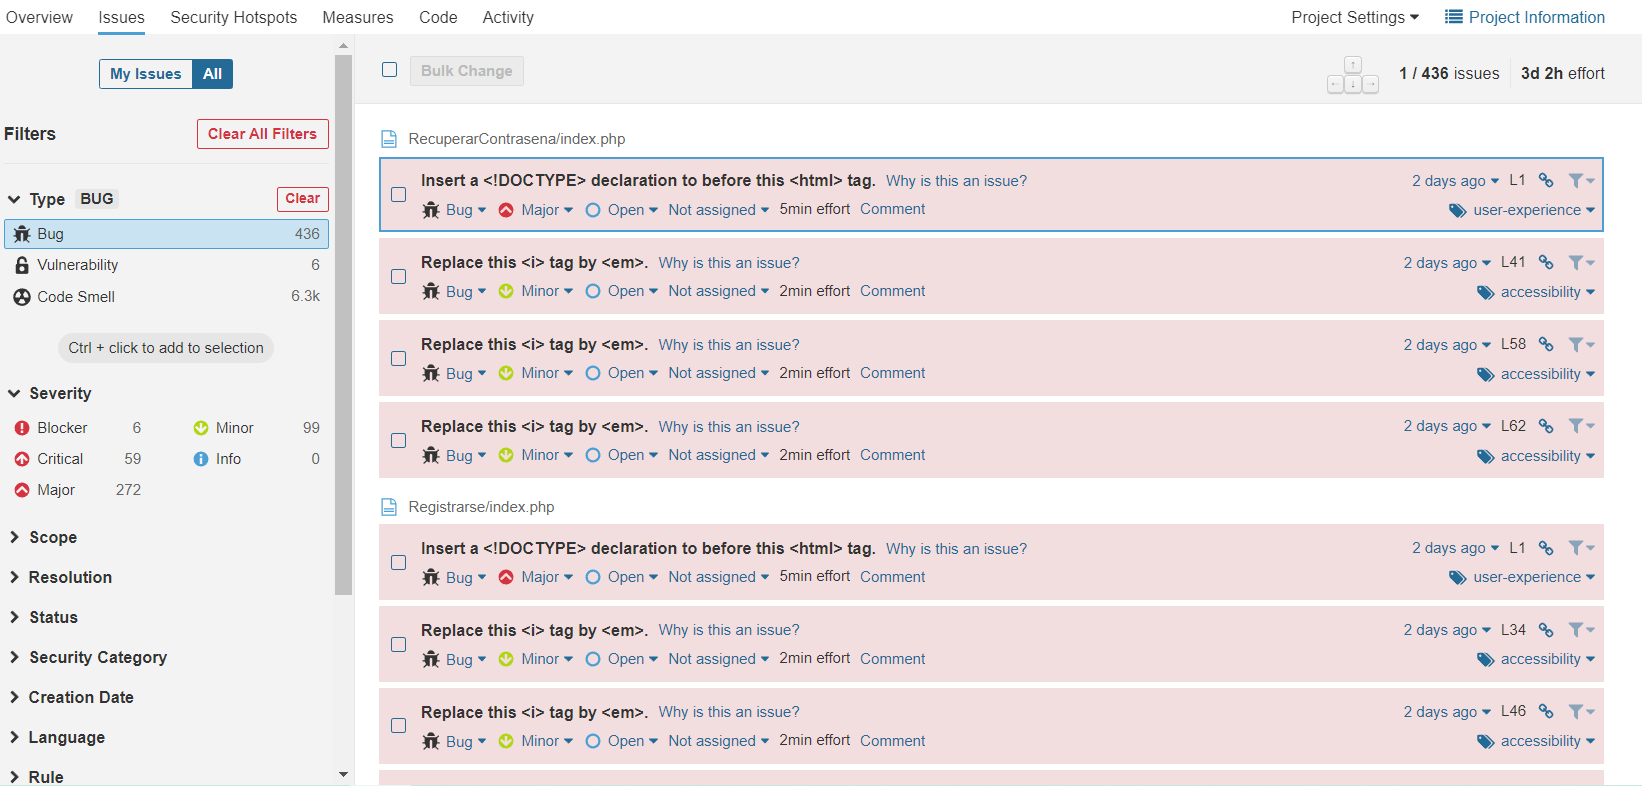 Overview Issues Security Hotspots Measures Code Activity Project Settings Project Information
My Issues All
Filters Clear All Filters
Type BUG Clear
Bug 436
Vulnerability 6
Code Smell 6.3k
Ctrl + click to add to selection
Severity
Blocker 6 Minor 99
Critical 59 Info 0
Major 272
Scope
Resolution
Status
Security Category
Creation Date
Language
Rule
Bulk Change 1 / 436 issues 3d 2h effort
RecuperarContrasena/index.php
Insert a <!DOCTYPE> declaration to before this <html> tag. Why is this an issue? 2 days ago L1
Bug Major Open Not assigned 5min effort Comment user-experience
Replace this <i> tag by <em>. Why is this an issue? 2 days ago L41
Bug Minor Open Not assigned 2min effort Comment accessibility
Replace this <i> tag by <em>. Why is this an issue? 2 days ago L58
Bug Minor Open Not assigned 2min effort Comment accessibility
Replace this <i> tag by <em>. Why is this an issue? 2 days ago L62
Bug Minor Open Not assigned 2min effort Comment accessibility
Registrarse/index.php
Insert a <!DOCTYPE> declaration to before this <html> tag. Why is this an issue? 2 days ago L1
Bug Major Open Not assigned 5min effort Comment user-experience
Replace this <i> tag by <em>. Why is this an issue? 2 days ago L34
Bug Minor Open Not assigned 2min effort Comment accessibility
Replace this <i> tag by <em>. Why is this an issue? 2 days ago L46
Bug Minor Open Not assigned 2min effort Comment accessibility